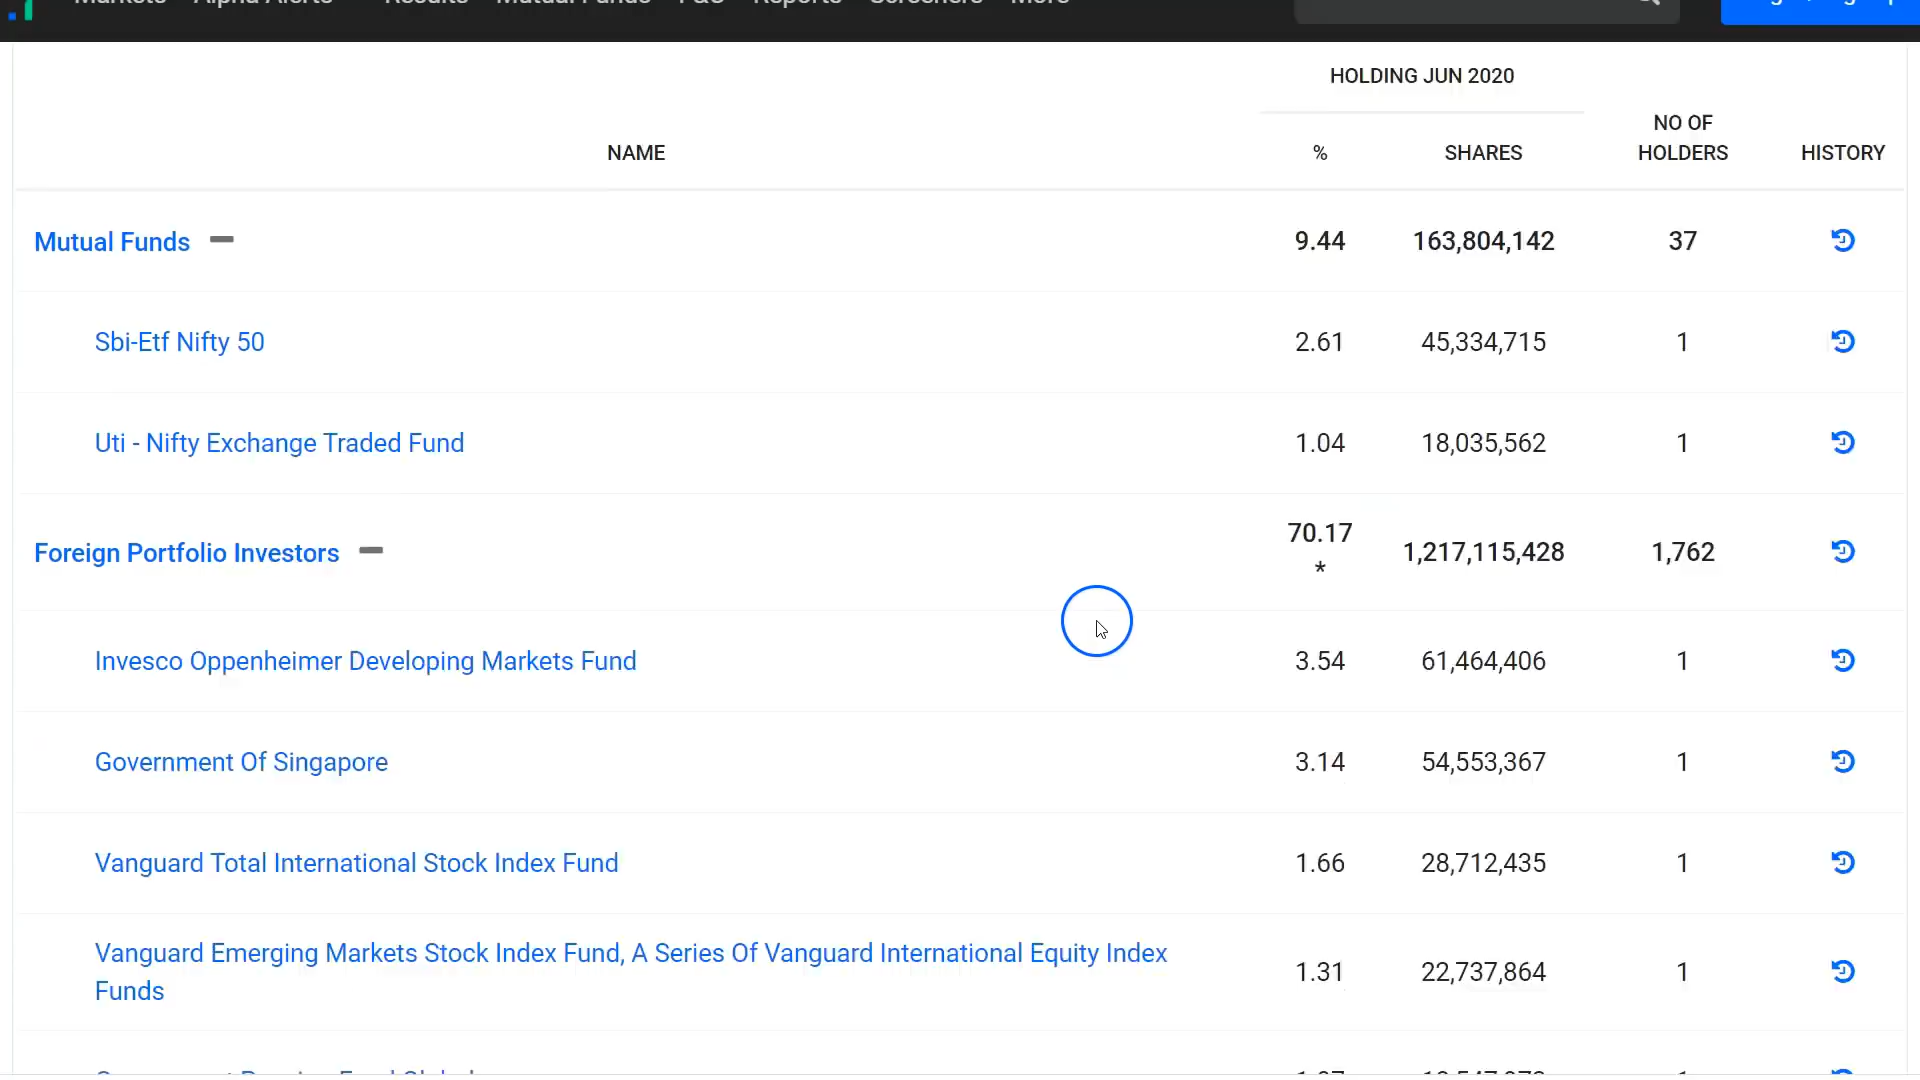 HOLDING JUN 2020
NO OF
NAME % SHARES HOLDERS HISTORY
Mutual Funds 9.44 163,804,142 37
Sbi-Etf Nifty 50 2.61 45,334,715 1
Uti - Nifty Exchange Traded Fund 1.04 18,035,562 1
70.17
Foreign Portfolio Investors 1,217,115,428 1,762
*
Invesco Oppenheimer Developing Markets Fund 3.54 61,464,406 1
Government Of Singapore 3.14 54,553,367 1
Vanguard Total International Stock Index Fund 1.66 28,712,435 1
Vanguard Emerging Markets Stock Index Fund, A Series Of Vanguard International Equity Index
1.31 22,737,864 1
Funds